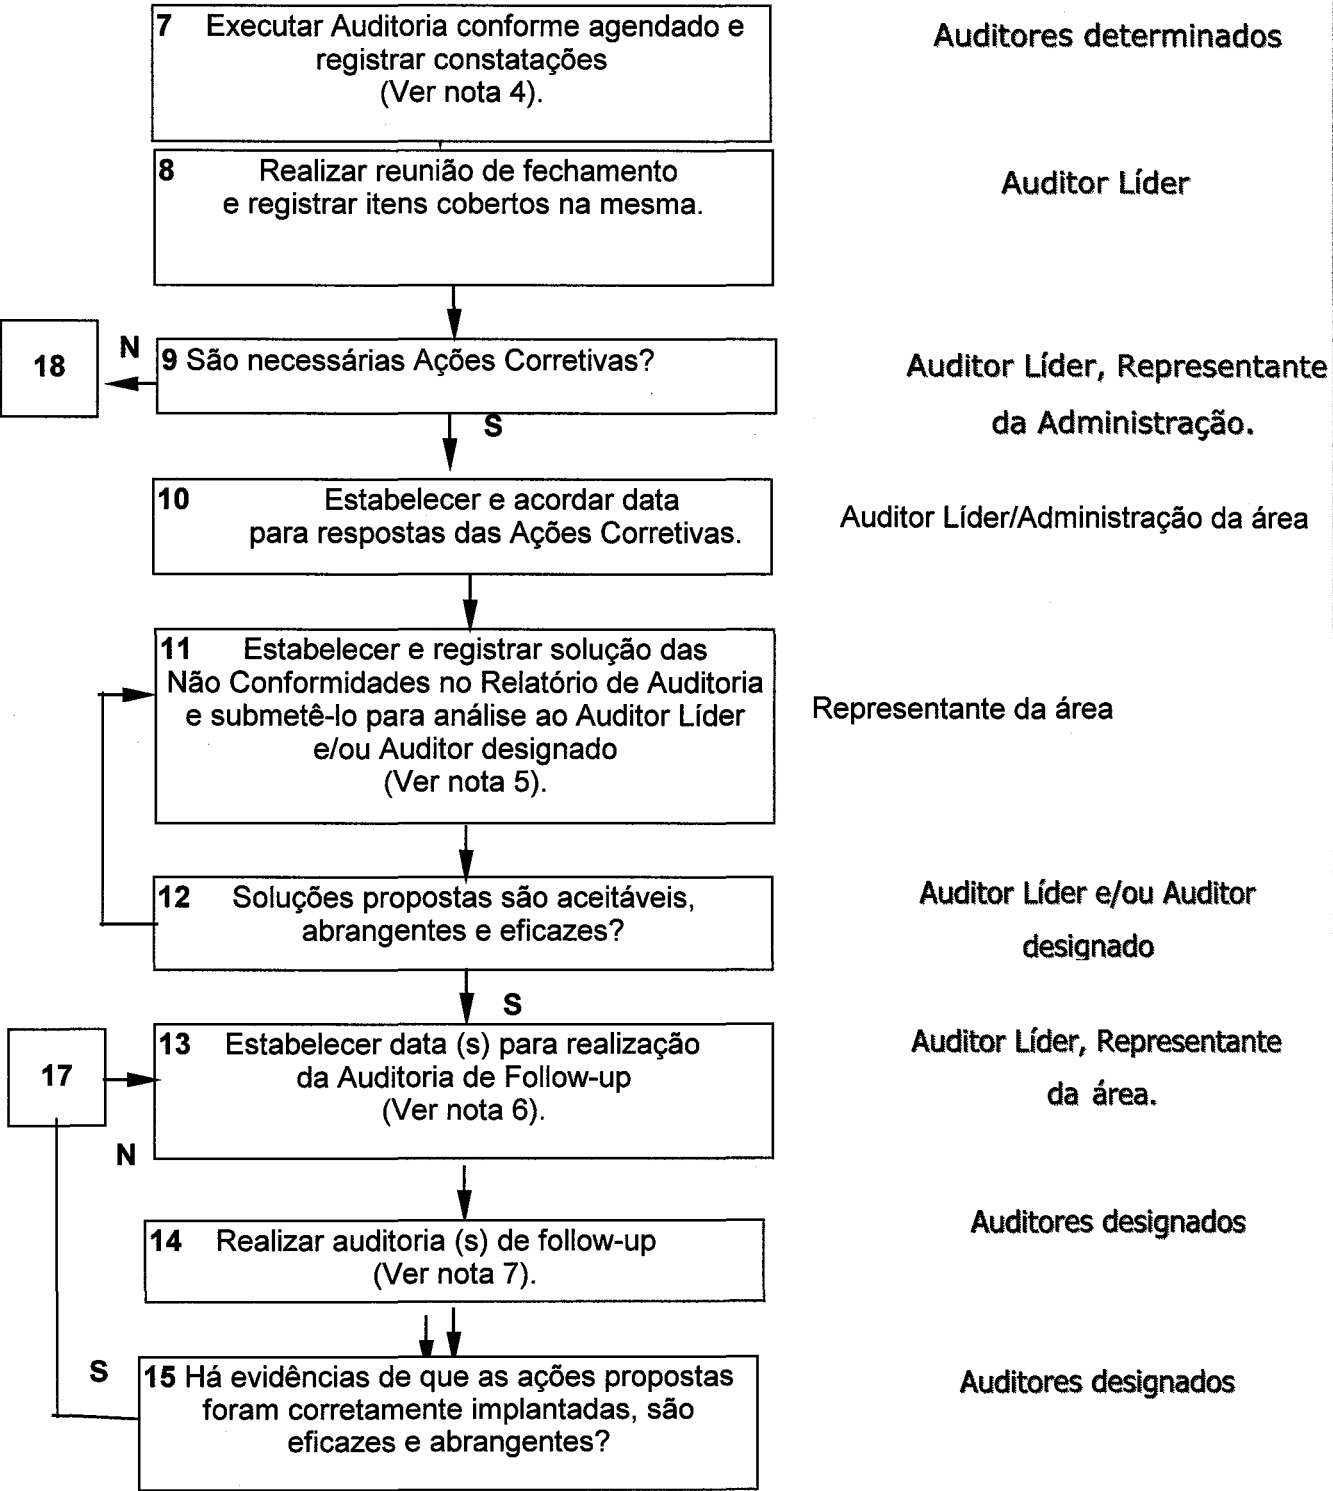 7 Executar Auditoria conforme agendado e
registrar constatações
(Ver nota 4).
Auditores determinados
8 Realizar reunião de fechamento
e registrar itens cobertos na mesma.
Auditor Líder
18
N
9 São necessárias Ações Corretivas?
Auditor Líder, Representante
da Administração.
S
10 Estabelecer e acordar data
para respostas das Ações Corretivas.
Auditor Líder/Administração da área
11 Estabelecer e registrar solução das
Não Conformidades no Relatório de Auditoria
e submetê-lo para análise ao Auditor Líder
e/ou Auditor designado
(Ver nota 5).
Representante da área
12 Soluções propostas são aceitáveis,
abrangentes e eficazes?
Auditor Líder e/ou Auditor
designado
S
17
13 Estabelecer data (s) para realização
da Auditoria de Follow-up
(Ver nota 6).
Auditor Líder, Representante
da área.
N
14 Realizar auditoria (s) de follow-up
(Ver nota 7).
Auditores designados
S
15 Há evidências de que as ações propostas
foram corretamente implantadas, são
eficazes e abrangentes?
Auditores designados